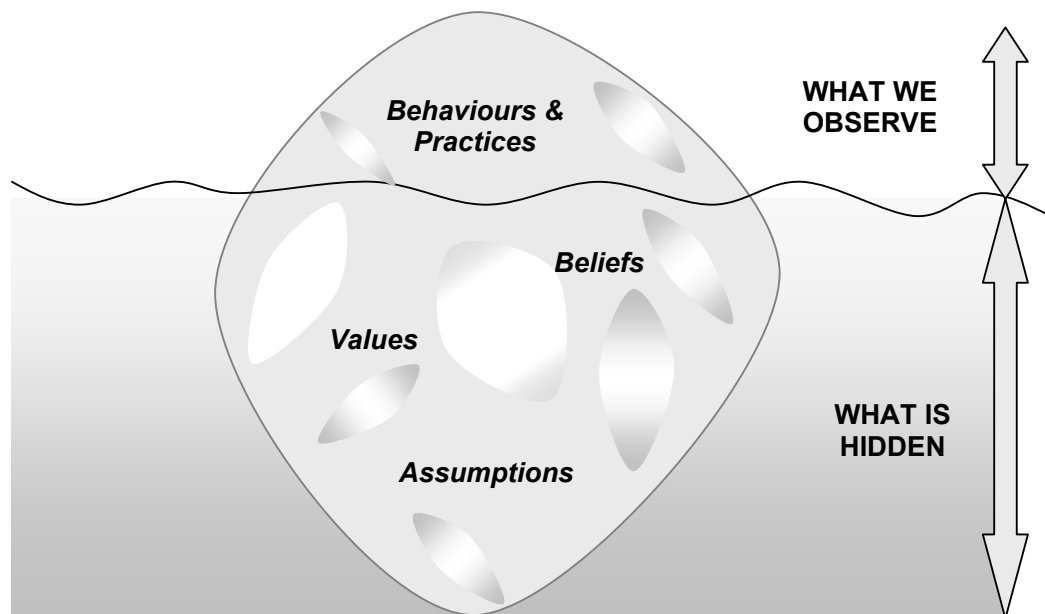 WHAT WE
OBSERVE
Behaviours &
Practices
Beliefs
Values
WHAT IS
HIDDEN
Assumptions